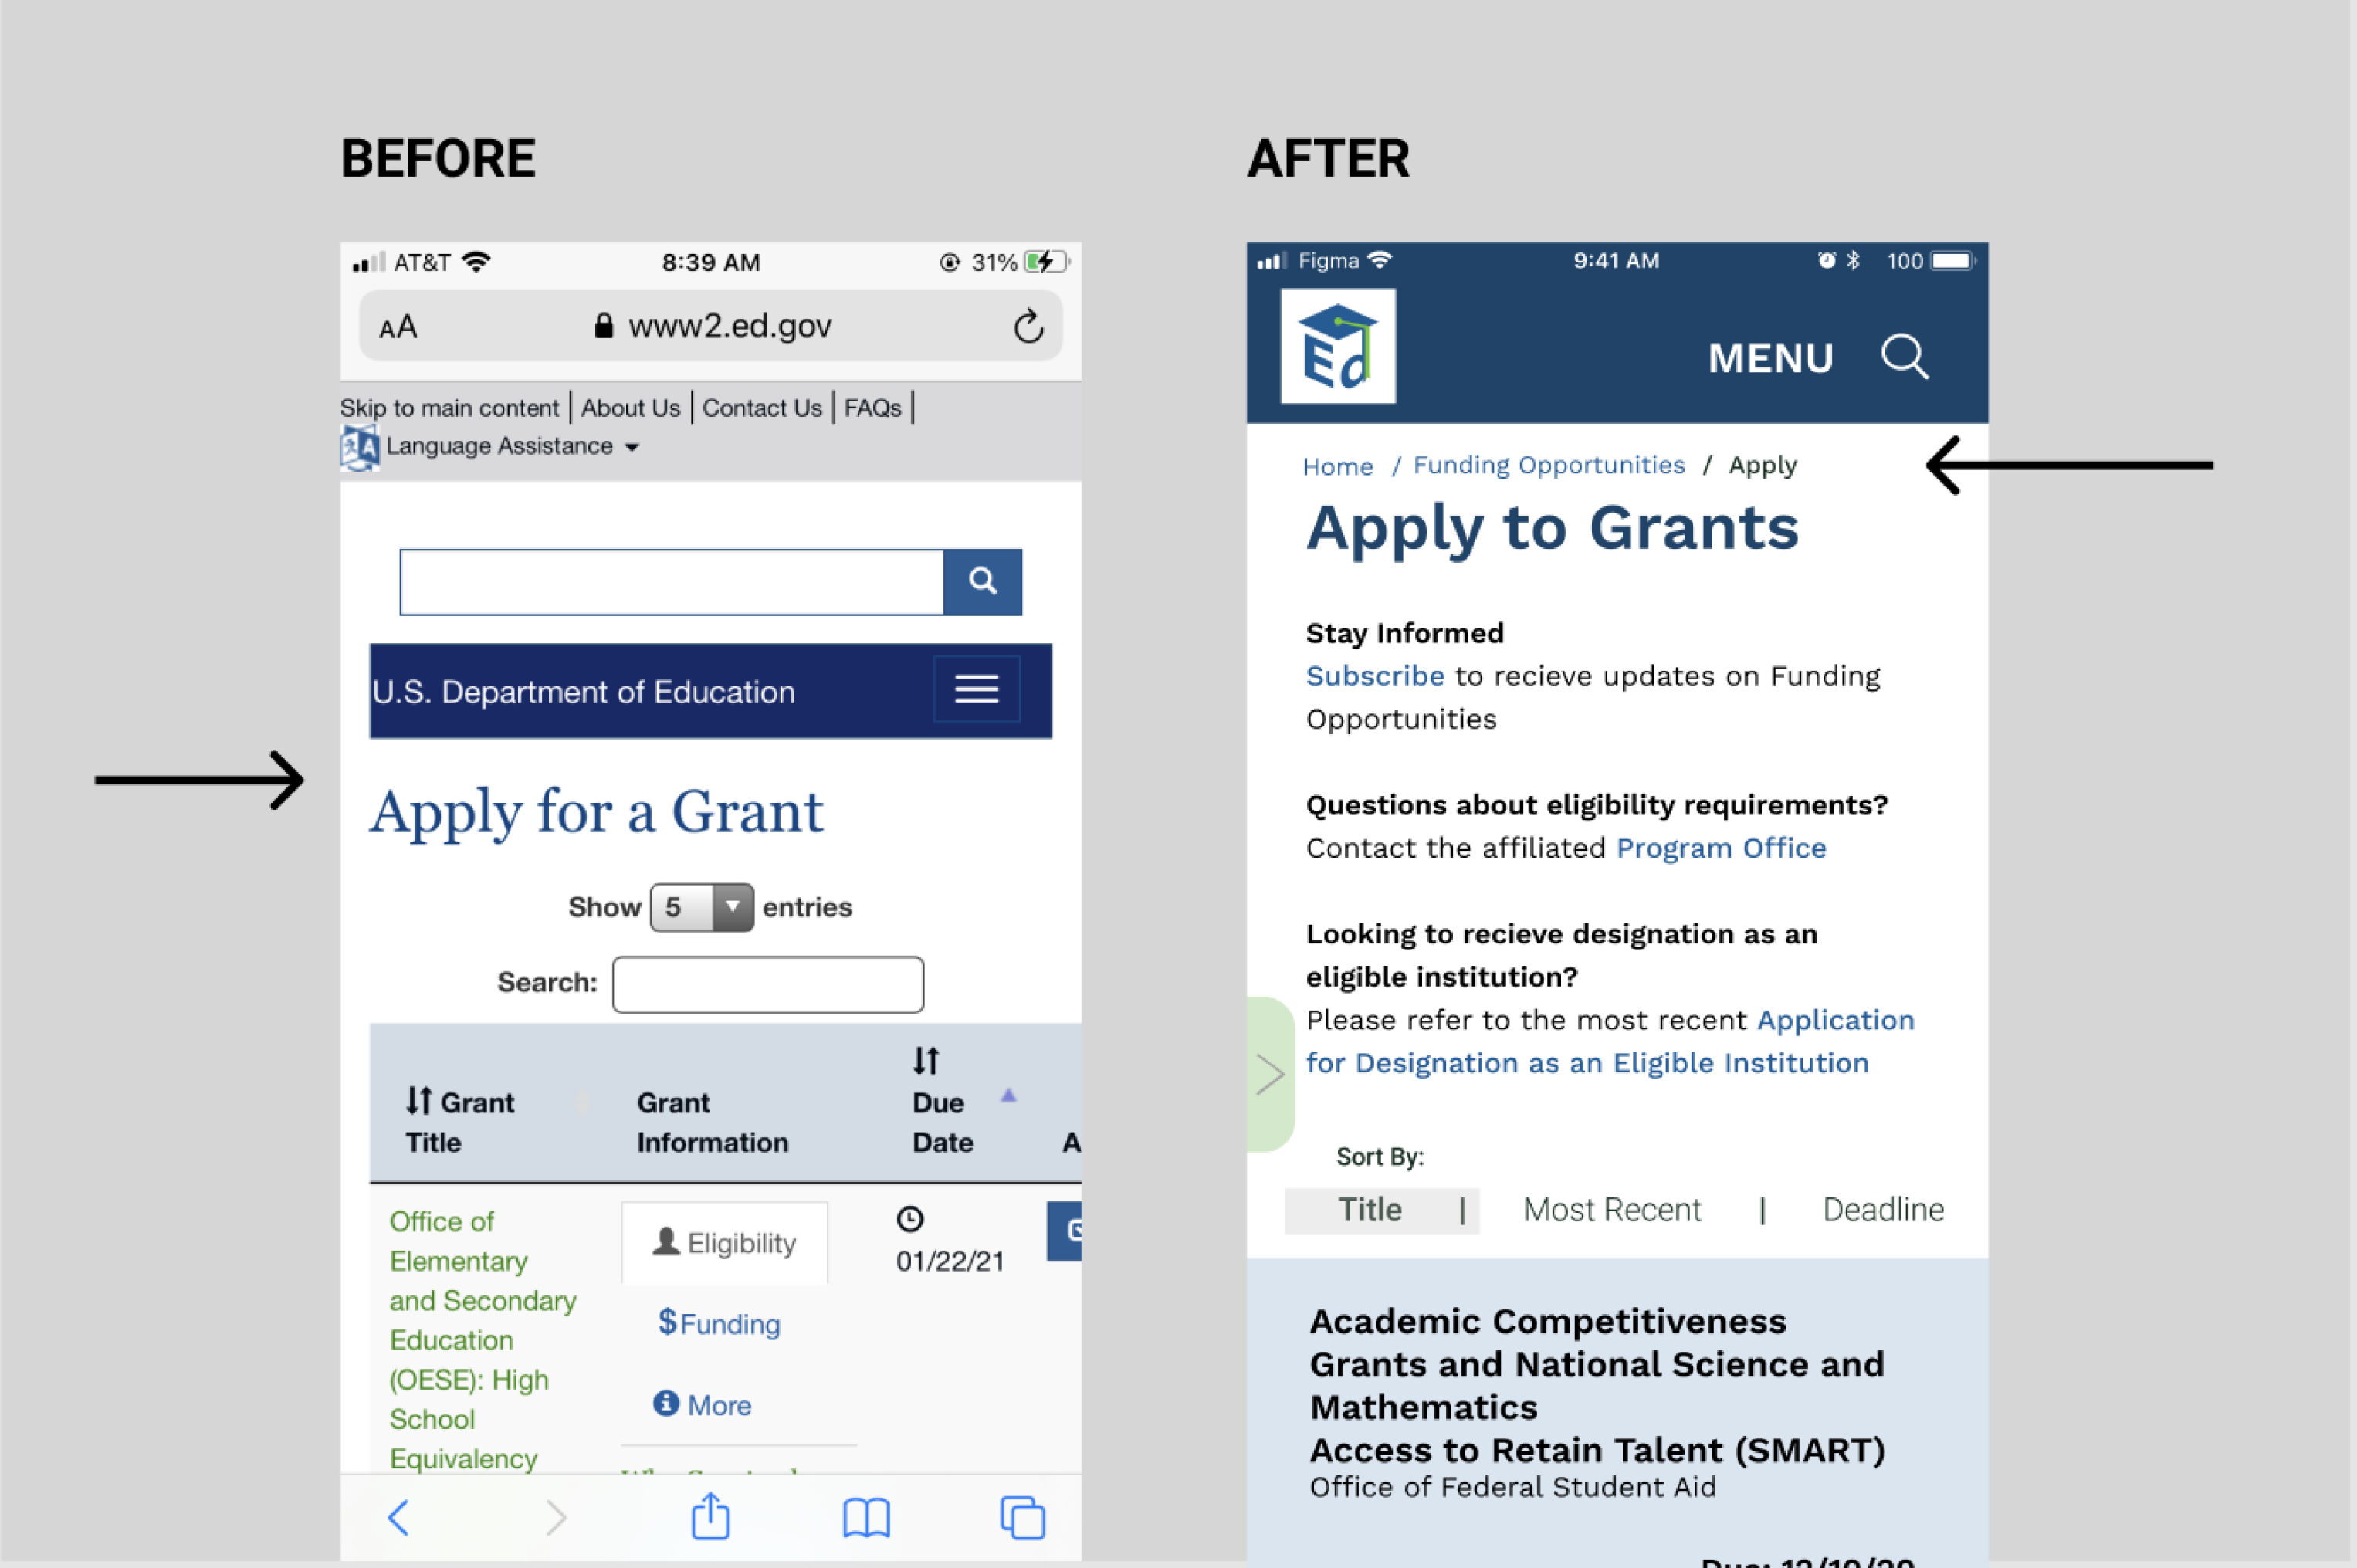 BEFORE
AT&T 8:39 AM 31%
AA www2.ed.gov
Skip to main content | About Us | Contact Us | FAQs |
Language Assistance
U.S. Department of Education
Apply for a Grant
Show 5 entries
Search:
Grant Title
Grant Information
Due Date
A
Office of
Elementary
and Secondary
Education
(OESE): High
School
Equivalency
Eligibility
$Funding
More
01/22/21
AFTER
Figma 9:41 AM 100
Ed
MENU
Home / Funding Opportunities / Apply
Apply to Grants
Stay Informed
Subscribe to recieve updates on Funding
Opportunities
Questions about eligibility requirements?
Contact the affiliated Program Office
Looking to recieve designation as an
eligible institution?
Please refer to the most recent Application
for Designation as an Eligible Institution
Sort By:
Title | Most Recent | Deadline
Academic Competitiveness
Grants and National Science and
Mathematics
Access to Retain Talent (SMART)
Office of Federal Student Aid
Due: 12/10/20